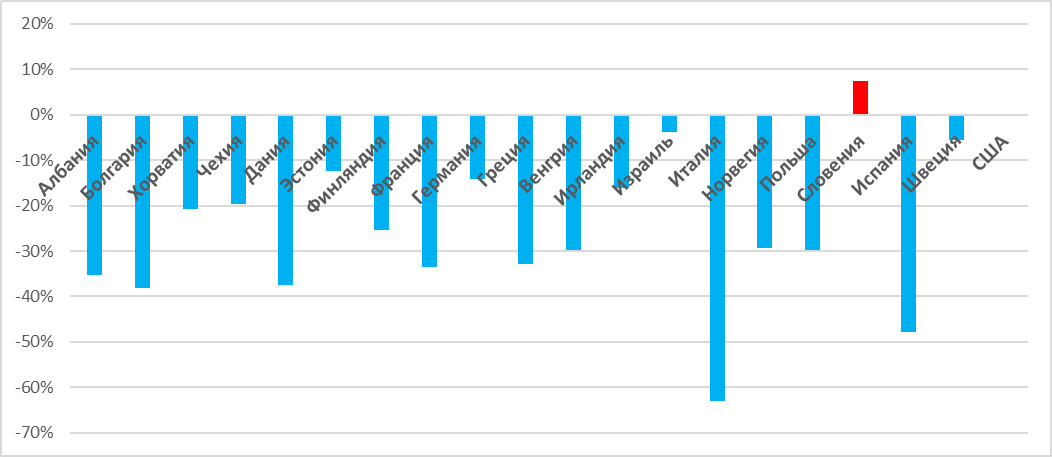 20%
10%
0%
-10%
-20%
-30%
-40%
-50%
-60%
-70%
Албания
Болгария
Хорватия
Чехия
Дания
Эстония
Финляндия
Франция
Германия
Греция
Венгрия
Ирландия
Израиль
Италия
Норвегия
Польша
Словения
Испания
Швеция
США